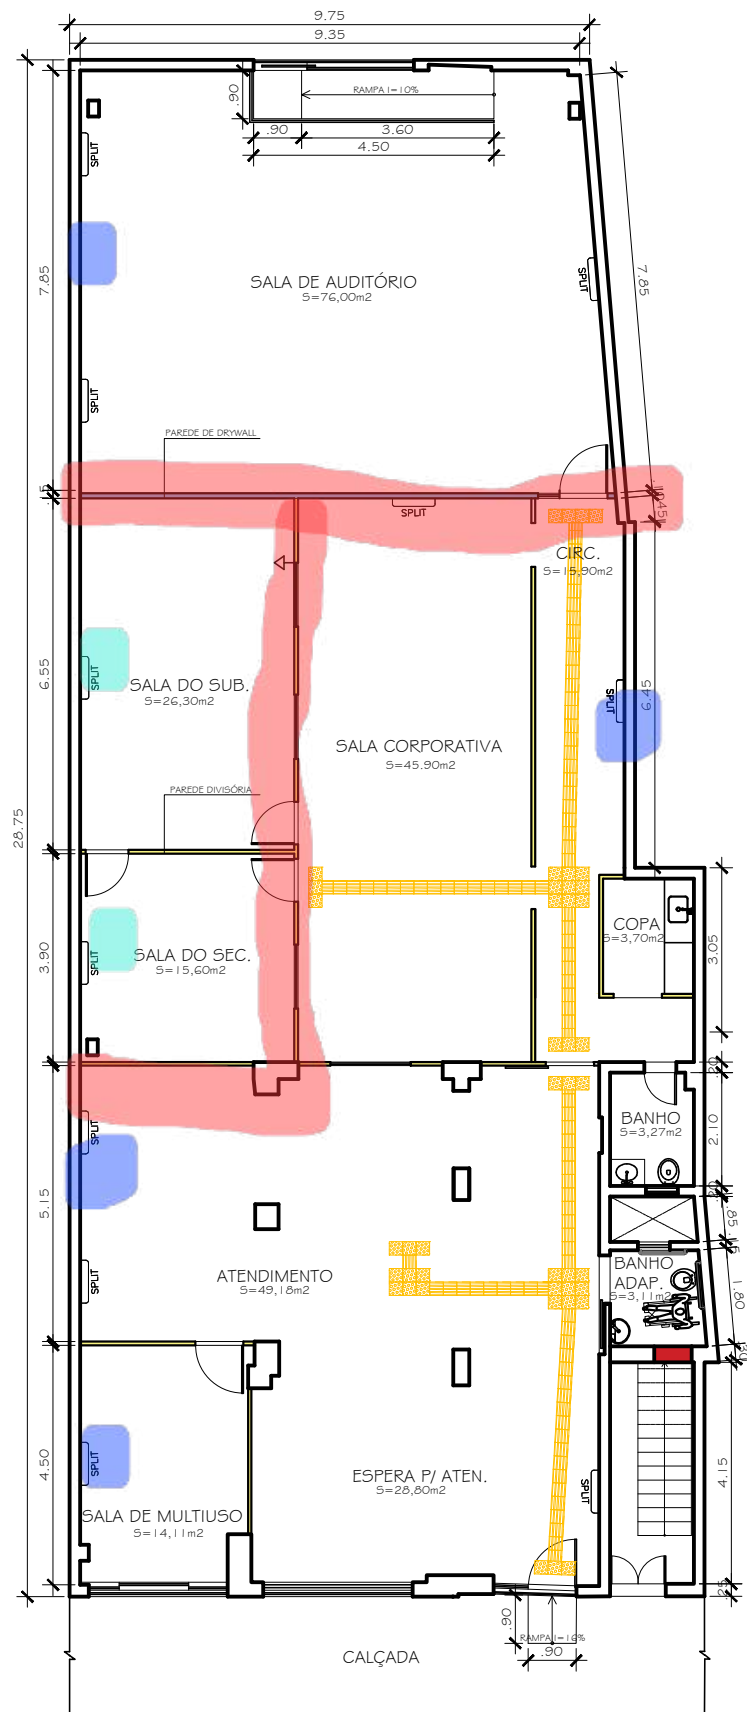 9.75
9.35
.90
RAMPA I=10%
.90
3.60
4.50
SPLIT
7.85
SALA DE AUDITÓRIO
S=76,00m2
SPLIT
7.85
SPLIT
PAREDE DE DRYWALL
SPLIT
CIRC.
S=15,90m2
6.55
SPLIT
SALA DO SUB.
S=26,30m2
SPLIT
6.45
SALA CORPORATIVA
S=45.90m2
PAREDE DIVISÓRIA
28.75
3.90
SPLIT
SALA DO SEC.
S=15,60m2
COPA
S=3,70m2
3.05
SPLIT
BANHO
S=3,27m2
2.10
5.15
.85
SPLIT
ATENDIMENTO
S=49,18m2
BANHO
ADAP.
S=3,11m2
1.80
4.50
SPLIT
ESPERA P/ ATEN.
S=28,80m2
SPLIT
4.15
SALA DE MULTIUSO
S=14,11m2
.25
.90
RAMPA I=16%
.90
CALÇADA